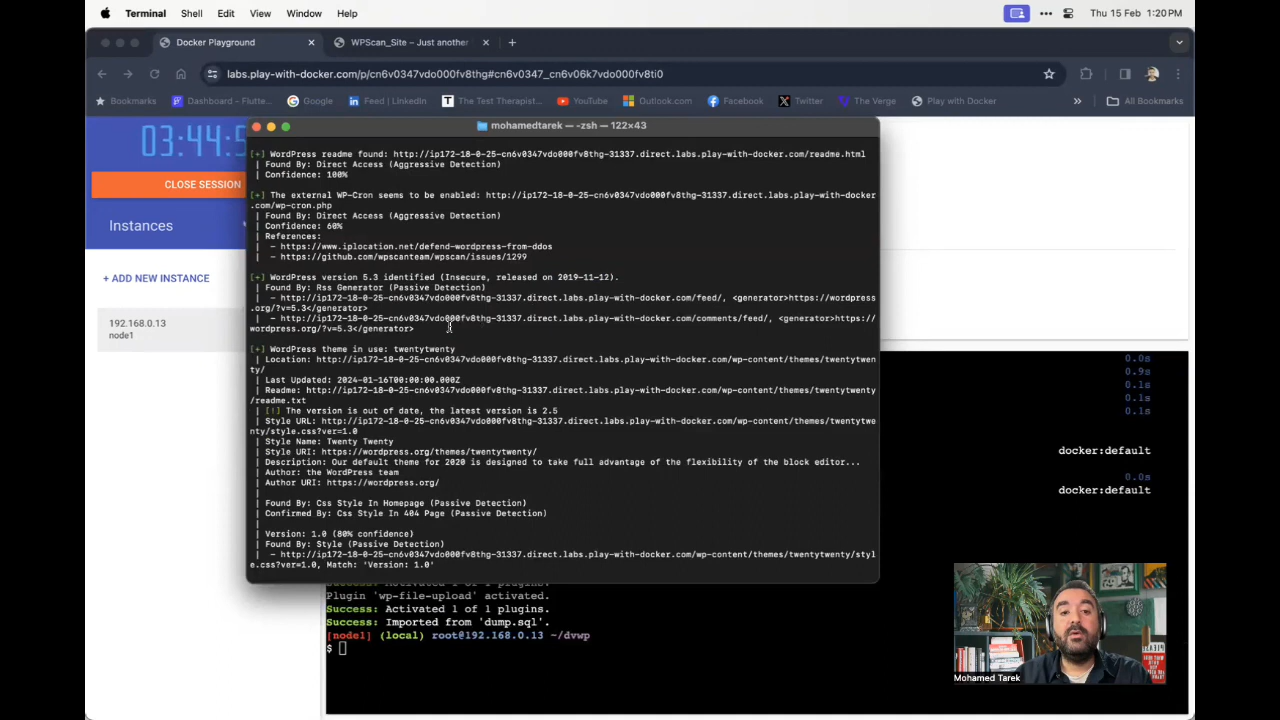 Terminal Shell Edit View Window Help Thu 15 Feb 1:20 PM
Docker Playground WPScan_Site – Just another
labs.play-with-docker.com/p/cn6v0347vdo000fv8thg#cn6v0347_cn6v06k7vdo000fv8ti0
Bookmarks Dashboard - Flutte... Google Feed | LinkedIn The Test Therapist... YouTube Outlook.com Facebook Twitter The Verge Play with Docker » All Bookmarks
03:44:5
CLOSE SESSION
Instances
+ ADD NEW INSTANCE
192.168.0.13
node1
mohamedtarek — -zsh — 122×43
[+] WordPress readme found: http://ip172-18-0-25-cn6v0347vdo000fv8thg-31337.direct.labs.play-with-docker.com/readme.html
| Found By: Direct Access (Aggressive Detection)
| Confidence: 100%
[+] The external WP-Cron seems to be enabled: http://ip172-18-0-25-cn6v0347vdo000fv8thg-31337.direct.labs.play-with-docker
.com/wp-cron.php
| Found By: Direct Access (Aggressive Detection)
| Confidence: 60%
| References:
| - https://www.iplocation.net/defend-wordpress-from-ddos
| - https://github.com/wpscanteam/wpscan/issues/1299
[+] WordPress version 5.3 identified (Insecure, released on 2019-11-12).
| Found By: Rss Generator (Passive Detection)
| - http://ip172-18-0-25-cn6v0347vdo000fv8thg-31337.direct.labs.play-with-docker.com/feed/, <generator>https://wordpress
.org/?v=5.3</generator>
| - http://ip172-18-0-25-cn6v0347vdo000fv8thg-31337.direct.labs.play-with-docker.com/comments/feed/, <generator>https://
wordpress.org/?v=5.3</generator>
[+] WordPress theme in use: twentytwenty
| Location: http://ip172-18-0-25-cn6v0347vdo000fv8thg-31337.direct.labs.play-with-docker.com/wp-content/themes/twentytwen
ty/
| Last Updated: 2024-01-16T00:00:00.000Z
| Readme: http://ip172-18-0-25-cn6v0347vdo000fv8thg-31337.direct.labs.play-with-docker.com/wp-content/themes/twentytwenty
/readme.txt
| [!] The version is out of date, the latest version is 2.5
| Style URL: http://ip172-18-0-25-cn6v0347vdo000fv8thg-31337.direct.labs.play-with-docker.com/wp-content/themes/twentytwe
nty/style.css?ver=1.0
| Style Name: Twenty Twenty
| Style URI: https://wordpress.org/themes/twentytwenty/
| Description: Our default theme for 2020 is designed to take full advantage of the flexibility of the block editor...
| Author: the WordPress team
| Author URI: https://wordpress.org/
|
| Found By: Css Style In Homepage (Passive Detection)
| Confirmed By: Css Style In 404 Page (Passive Detection)
|
| Version: 1.0 (80% confidence)
| Found By: Style (Passive Detection)
| - http://ip172-18-0-25-cn6v0347vdo000fv8thg-31337.direct.labs.play-with-docker.com/wp-content/themes/twentytwenty/styl
e.css?ver=1.0, Match: 'Version: 1.0'
0.0s
0.9s
0.1s
0.1s
0.1s
docker:default
0.0s
docker:default
Plugin 'wp-file-upload' activated.
Success: Activated 1 of 1 plugins.
Success: Imported from 'dump.sql'.
[node1] (local) root@192.168.0.13 ~/dvwp
$
Mohamed Tarek